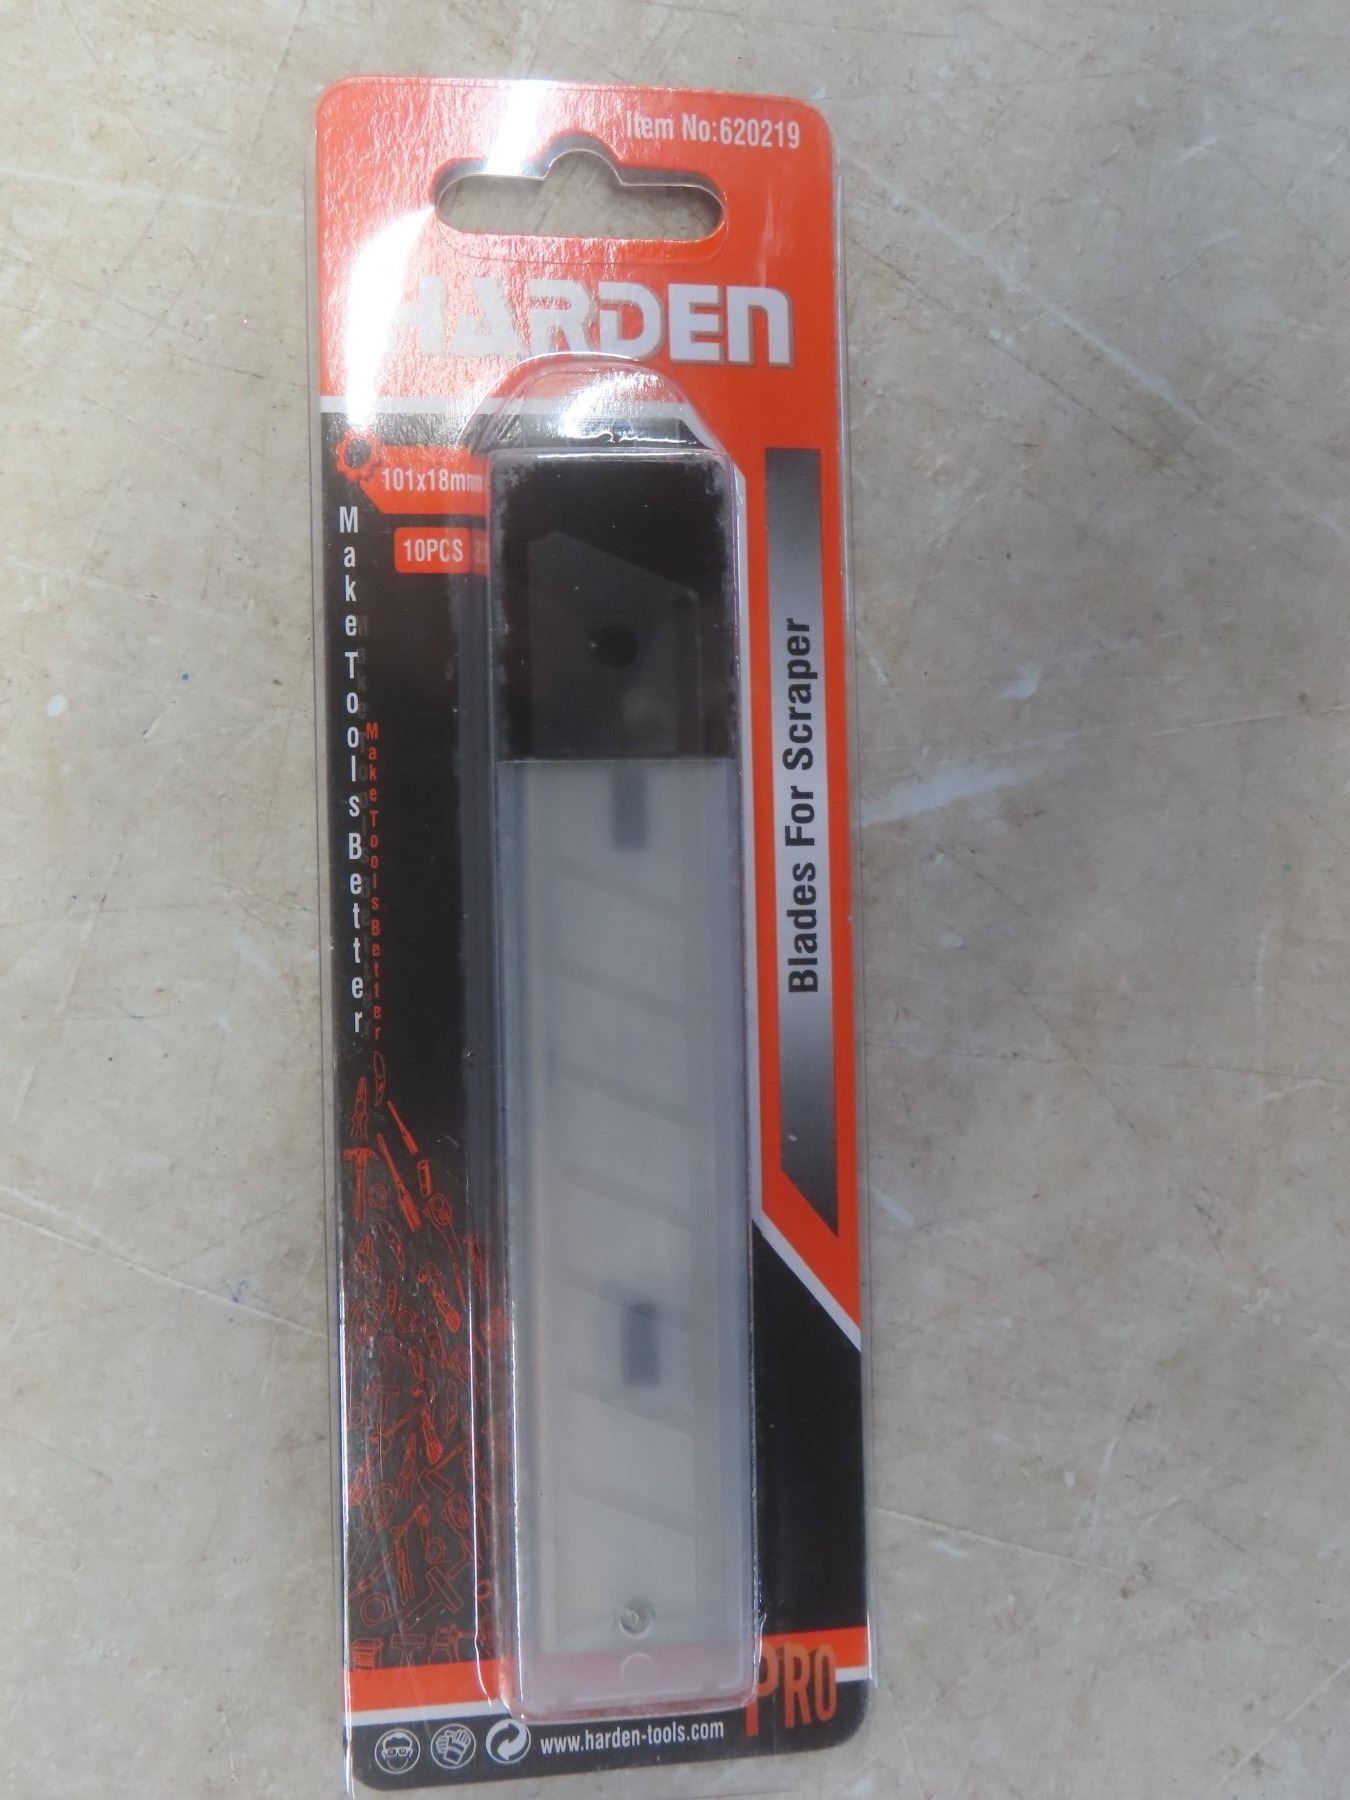 Item No:620219
HARDEN
101x18mm
10PCS
Make Tools Better
Make Tools Better
Blades For Scraper
PRO
www.harden-tools.com